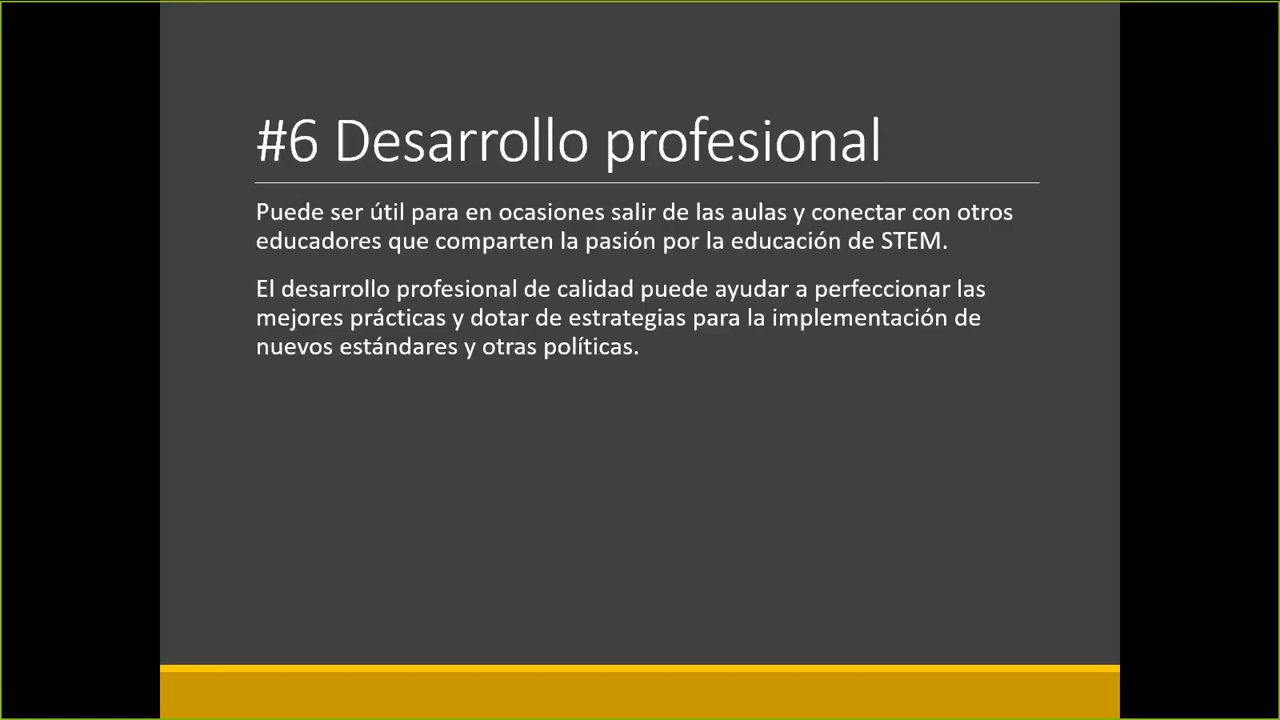 #6 Desarrollo profesional
Puede ser útil para en ocasiones salir de las aulas y conectar con otros
educadores que comparten la pasión por la educación de STEM.
El desarrollo profesional de calidad puede ayudar a perfeccionar las
mejores prácticas y dotar de estrategias para la implementación de
nuevos estándares y otras políticas.